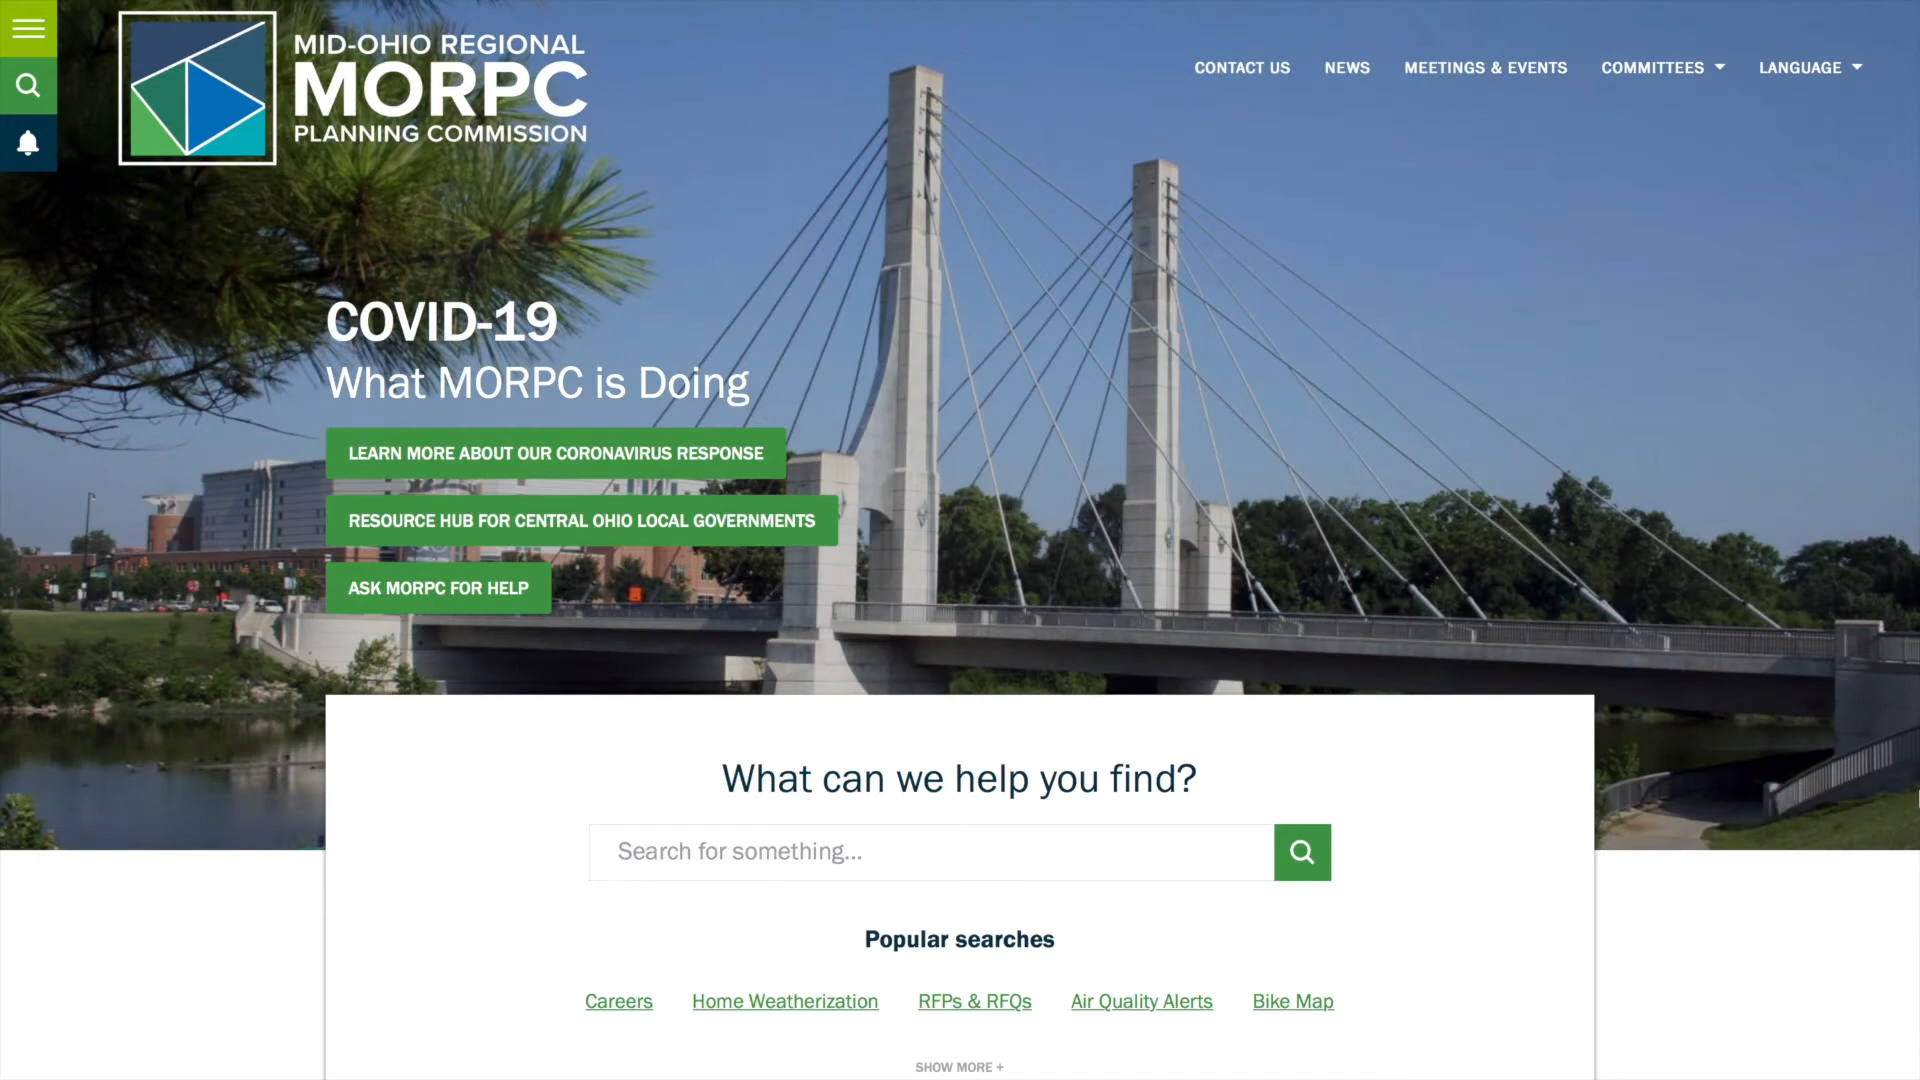 MID-OHIO REGIONAL
MORPC
PLANNING COMMISSION
CONTACT US
NEWS
MEETINGS & EVENTS
COMMITTEES
LANGUAGE
COVID-19
What MORPC is Doing
LEARN MORE ABOUT OUR CORONAVIRUS RESPONSE
RESOURCE HUB FOR CENTRAL OHIO LOCAL GOVERNMENTS
ASK MORPC FOR HELP
What can we help you find?
Search for something...
Popular searches
Careers
Home Weatherization
RFPs & RFQs
Air Quality Alerts
Bike Map
SHOW MORE +